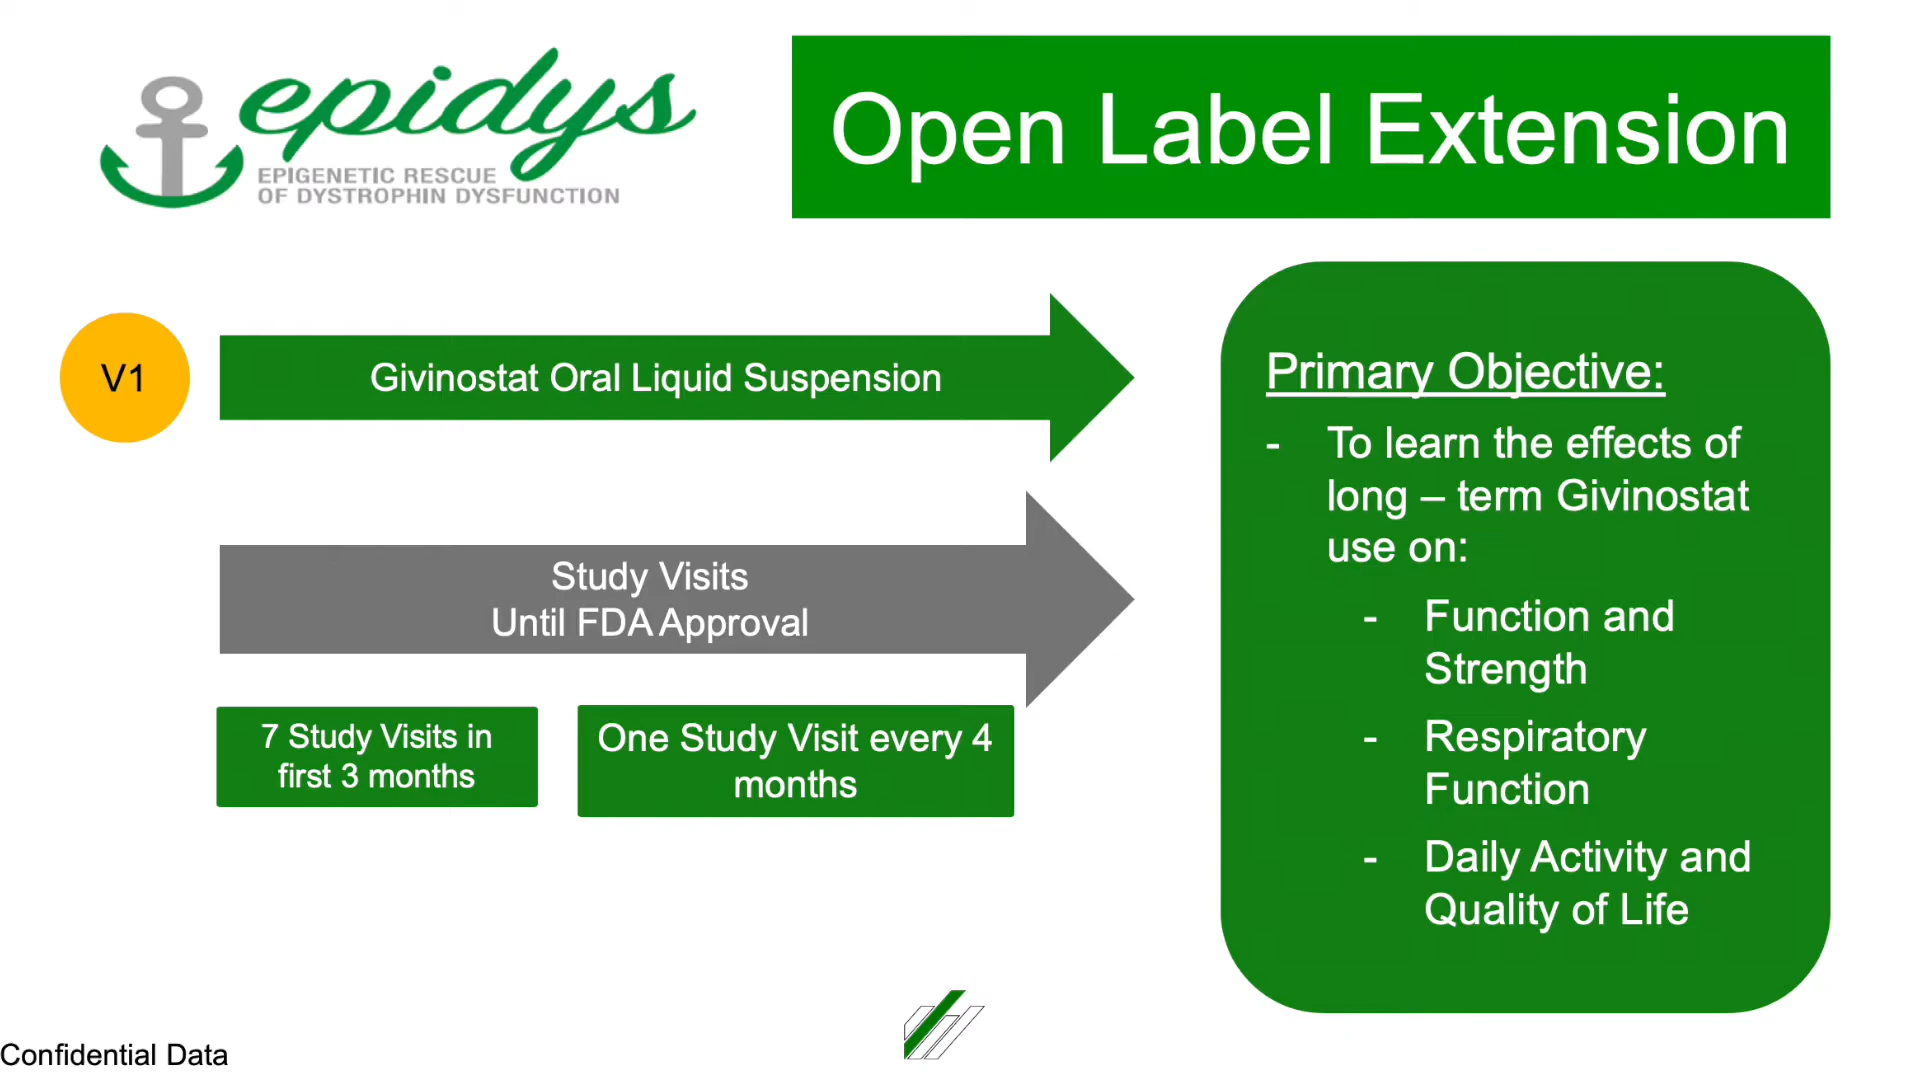 epidys
EPIGENETIC RESCUE
OF DYSTROPHIN DYSFUNCTION
Open Label Extension
V1
Givinostat Oral Liquid Suspension
Study Visits
Until FDA Approval
7 Study Visits in
first 3 months
One Study Visit every 4
months
Primary Objective:
- To learn the effects of
long – term Givinostat
use on:
- Function and
Strength
- Respiratory
Function
- Daily Activity and
Quality of Life
Confidential Data